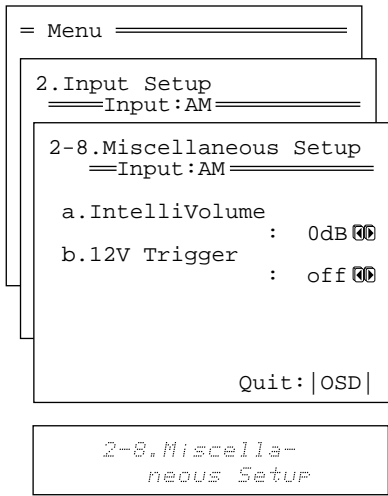 = Menu
2.Input Setup
Input:AM
2-8.Miscellaneous Setup
Input:AM
a.IntelliVolume
: 0dB
b.12V Trigger
: off
Quit:|OSD|
2-8.Miscella-
neous Setup